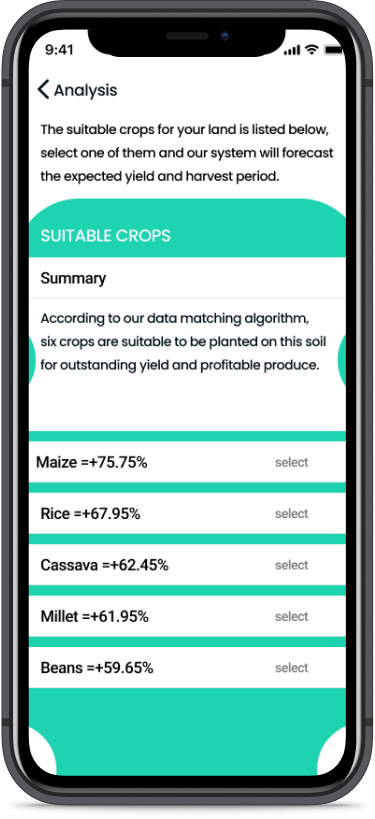 9:41
Analysis
The suitable crops for your land is listed below,
select one of them and our system will forecast
the expected yield and harvest period.
SUITABLE CROPS
Summary
According to our data matching algorithm,
six crops are suitable to be planted on this soil
for outstanding yield and profitable produce.
Maize =+75.75% select
Rice =+67.95% select
Cassava =+62.45% select
Millet =+61.95% select
Beans =+59.65% select